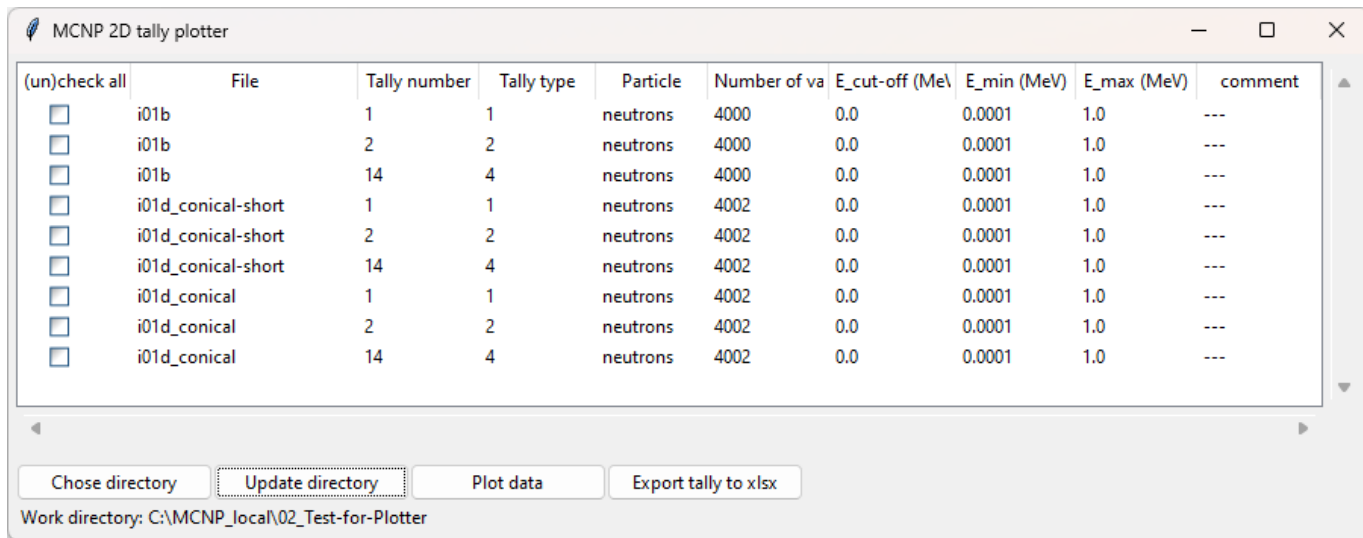 MCNP 2D tally plotter
(un)check all File Tally number Tally type Particle Number of va E_cut-off (MeV E_min (MeV) E_max (MeV) comment
i01b 1 1 neutrons 4000 0.0 0.0001 1.0 ---
i01b 2 2 neutrons 4000 0.0 0.0001 1.0 ---
i01b 14 4 neutrons 4000 0.0 0.0001 1.0 ---
i01d_conical-short 1 1 neutrons 4002 0.0 0.0001 1.0 ---
i01d_conical-short 2 2 neutrons 4002 0.0 0.0001 1.0 ---
i01d_conical-short 14 4 neutrons 4002 0.0 0.0001 1.0 ---
i01d_conical 1 1 neutrons 4002 0.0 0.0001 1.0 ---
i01d_conical 2 2 neutrons 4002 0.0 0.0001 1.0 ---
i01d_conical 14 4 neutrons 4002 0.0 0.0001 1.0 ---
Chose directory Update directory Plot data Export tally to xlsx
Work directory: C:\MCNP_local\02_Test-for-Plotter